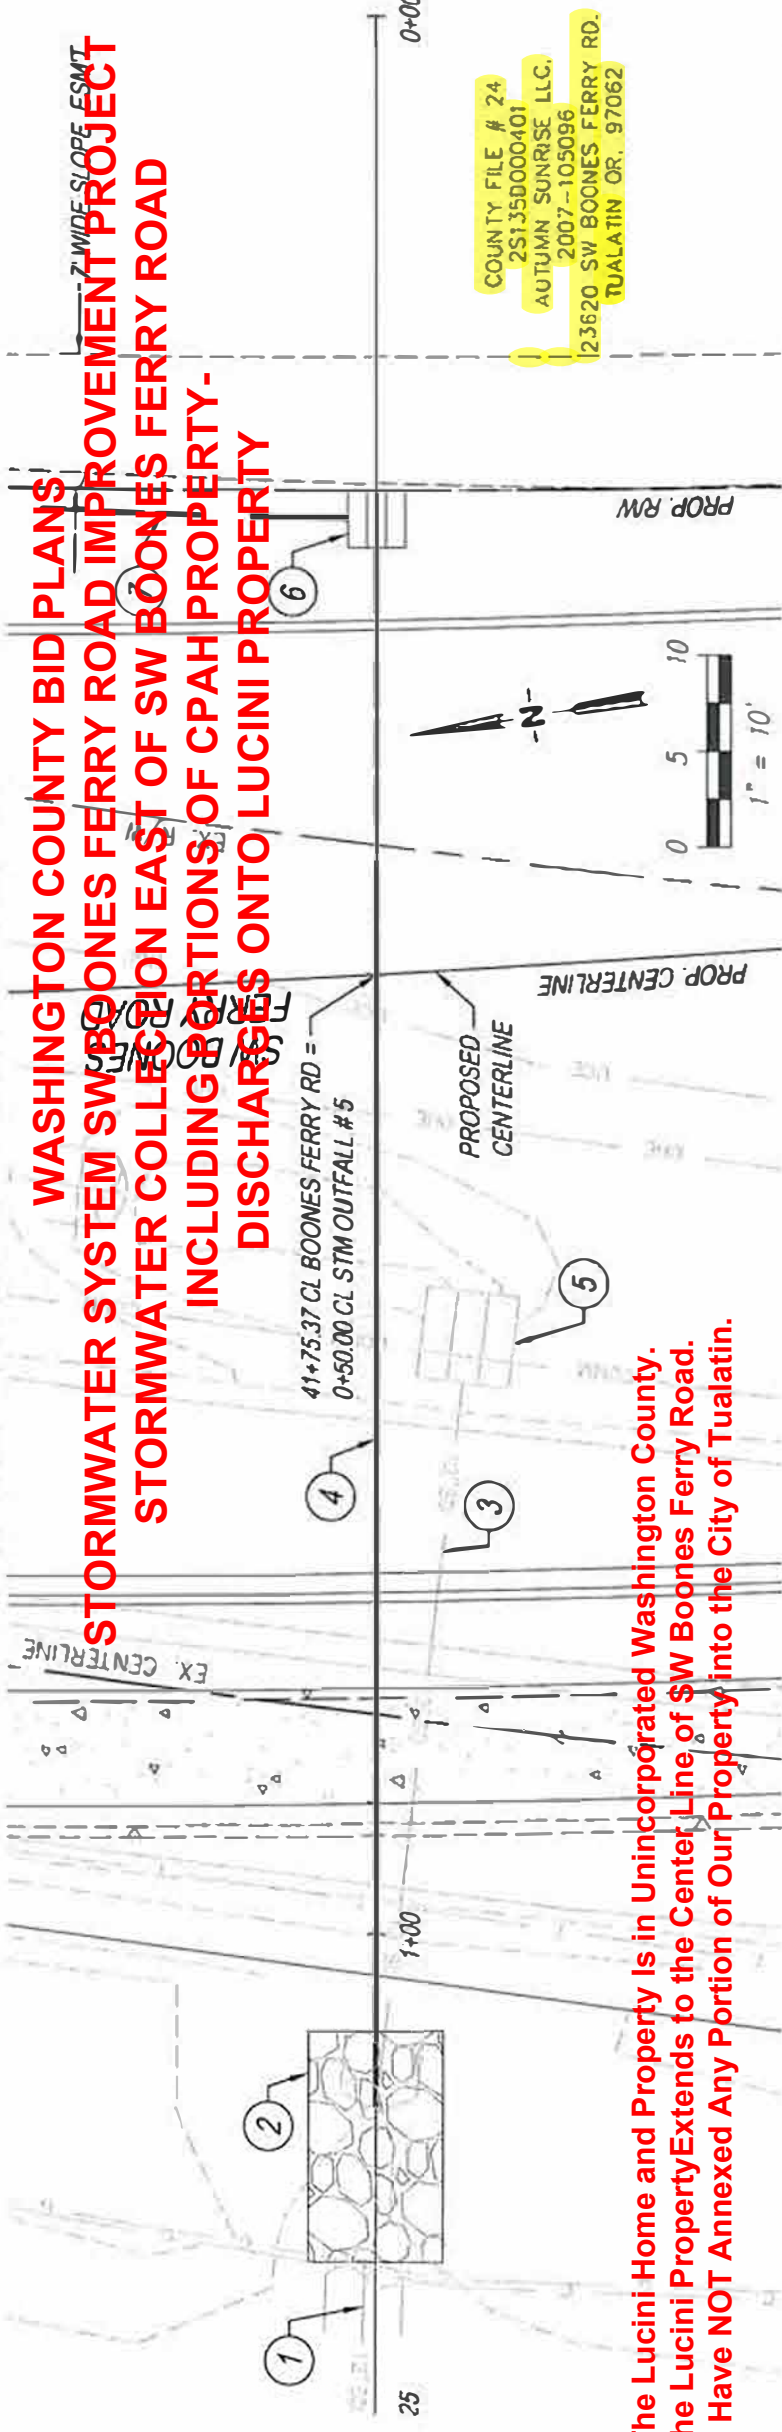 WASHINGTON COUNTY BID PLANS
STORMWATER SYSTEM SW BOONES FERRY ROAD IMPROVEMENT PROJECT
STORMWATER COLLECTION EAST OF SW BOONES FERRY ROAD
INCLUDING PORTIONS OF CPAH PROPERTY-
DISCHARGES ONTO LUCINI PROPERTY
7' WIDE SLOPE ESMT
0+00
COUNTY FILE # 24
2S135D000401
AUTUMN SUNRISE LLC,
2007-105096
23620 SW BOONES FERRY RD.
TUALATIN OR, 97062
7
6
PROP. R/W
EX. R/W
N
0 5 10
1" = 10'
SW BOONES
FERRY ROAD
PROP. CENTERLINE
41+75.37 CL BOONES FERRY RD =
0+50.00 CL STM OUTFALL #5
PROPOSED
CENTERLINE
5
4
3
EX. CENTERLINE
1+00
2
1
25
he Lucini Home and Property Is in Unincorporated Washington County.
he Lucini PropertyExtends to the Center Line of SW Boones Ferry Road.
Have NOT Annexed Any Portion of Our Property into the City of Tualatin.